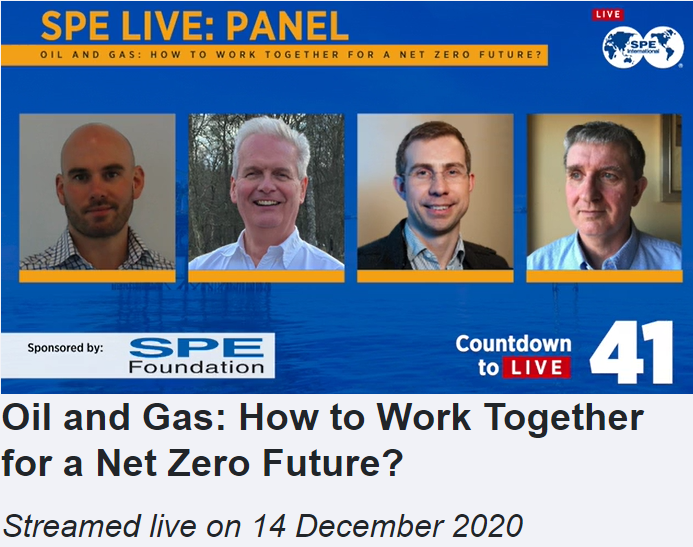 SPE LIVE: PANEL
OIL AND GAS: HOW TO WORK TOGETHER FOR A NET ZERO FUTURE?
LIVE
SPE
International
Sponsored by:
SPE
Foundation
Countdown
to LIVE
41
Oil and Gas: How to Work Together
for a Net Zero Future?
Streamed live on 14 December 2020